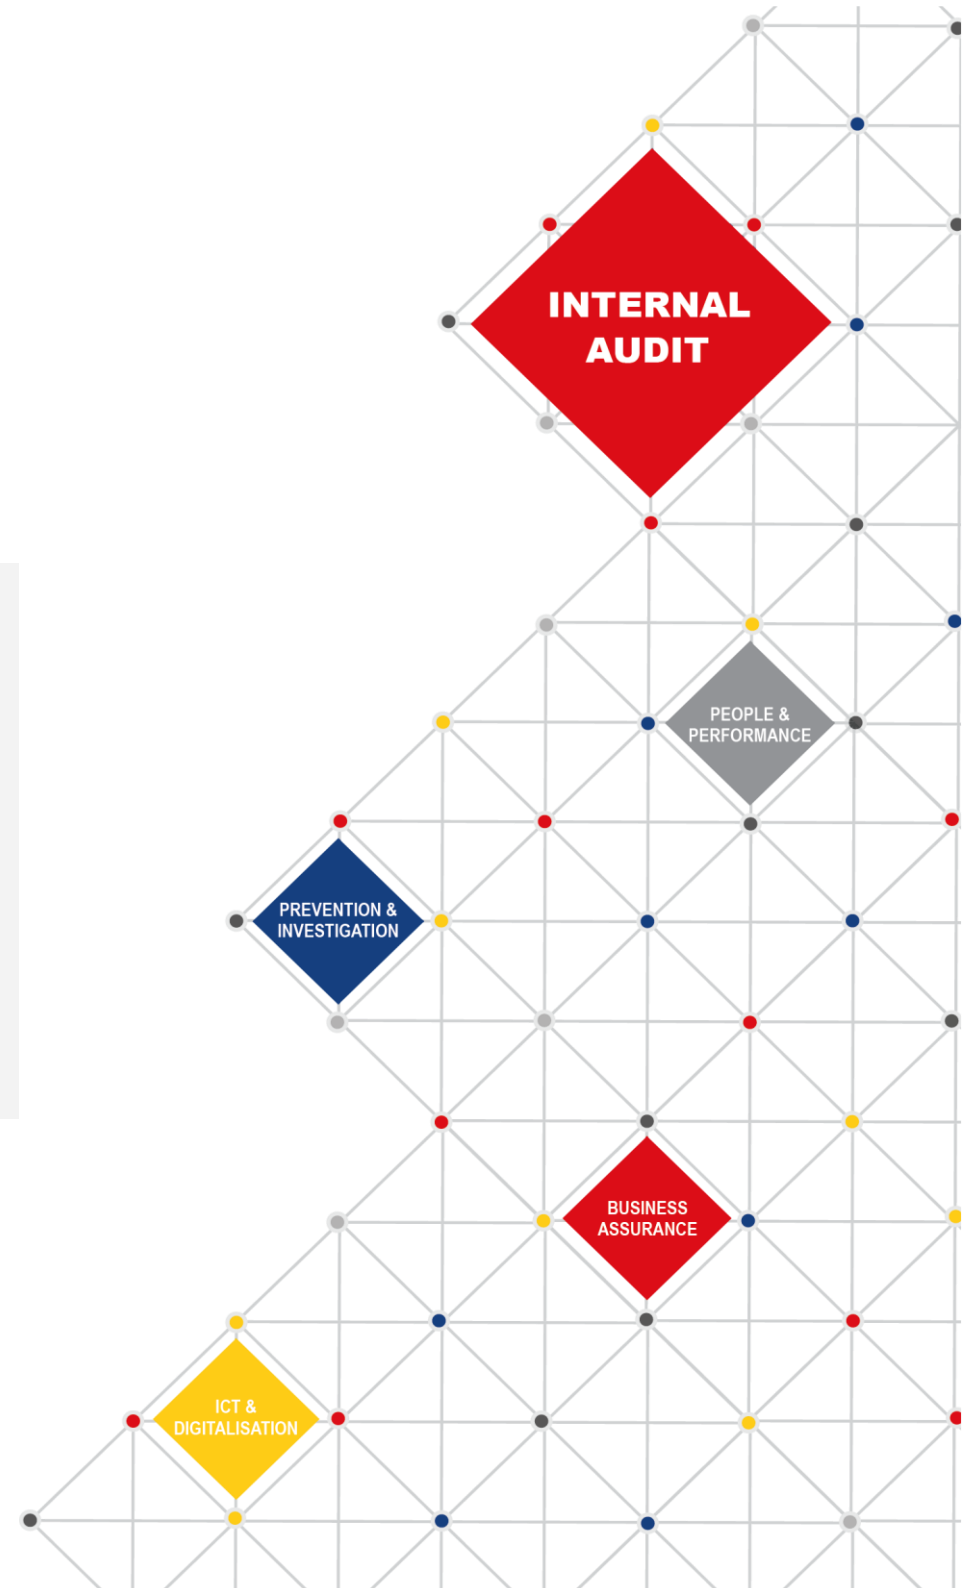 INTERNAL
AUDIT
PEOPLE &
PERFORMANCE
PREVENTION &
INVESTIGATION
BUSINESS
ASSURANCE
ICT &
DIGITALISATION